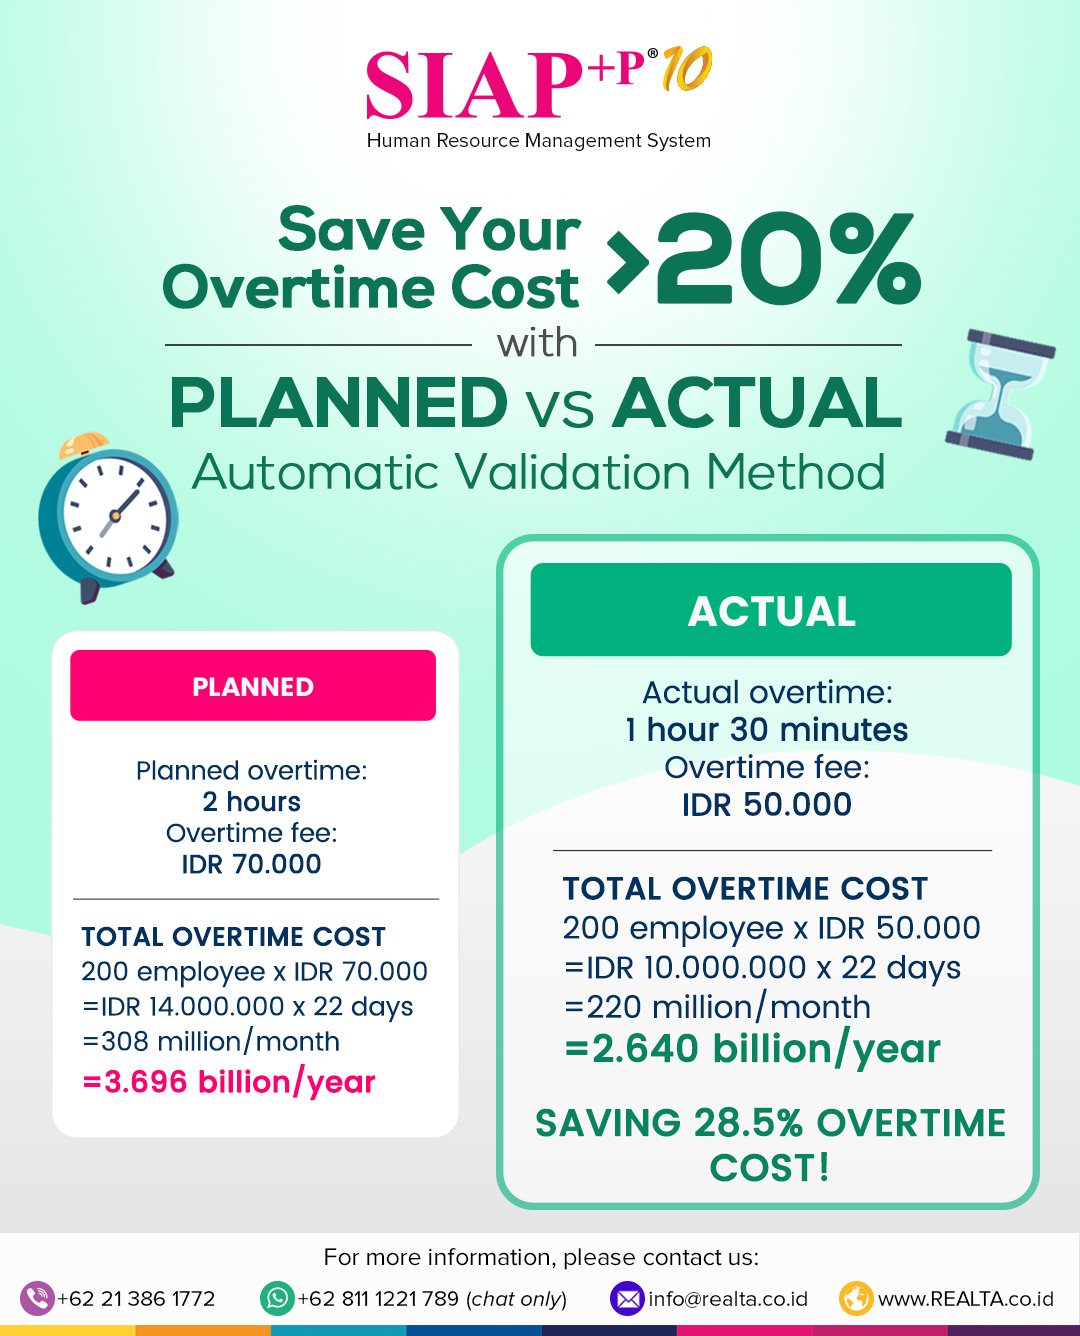 SIAP+P® 10
Human Resource Management System
Save Your
Overtime Cost >20%
with
PLANNED vs ACTUAL
Automatic Validation Method
PLANNED
Planned overtime:
2 hours
Overtime fee:
IDR 70.000
TOTAL OVERTIME COST
200 employee x IDR 70.000
=IDR 14.000.000 x 22 days
=308 million/month
=3.696 billion/year
ACTUAL
Actual overtime:
1 hour 30 minutes
Overtime fee:
IDR 50.000
TOTAL OVERTIME COST
200 employee x IDR 50.000
=IDR 10.000.000 x 22 days
=220 million/month
=2.640 billion/year
SAVING 28.5% OVERTIME
COST!
For more information, please contact us:
+62 21 386 1772
+62 811 1221 789 (chat only)
info@realta.co.id
www.REALTA.co.id